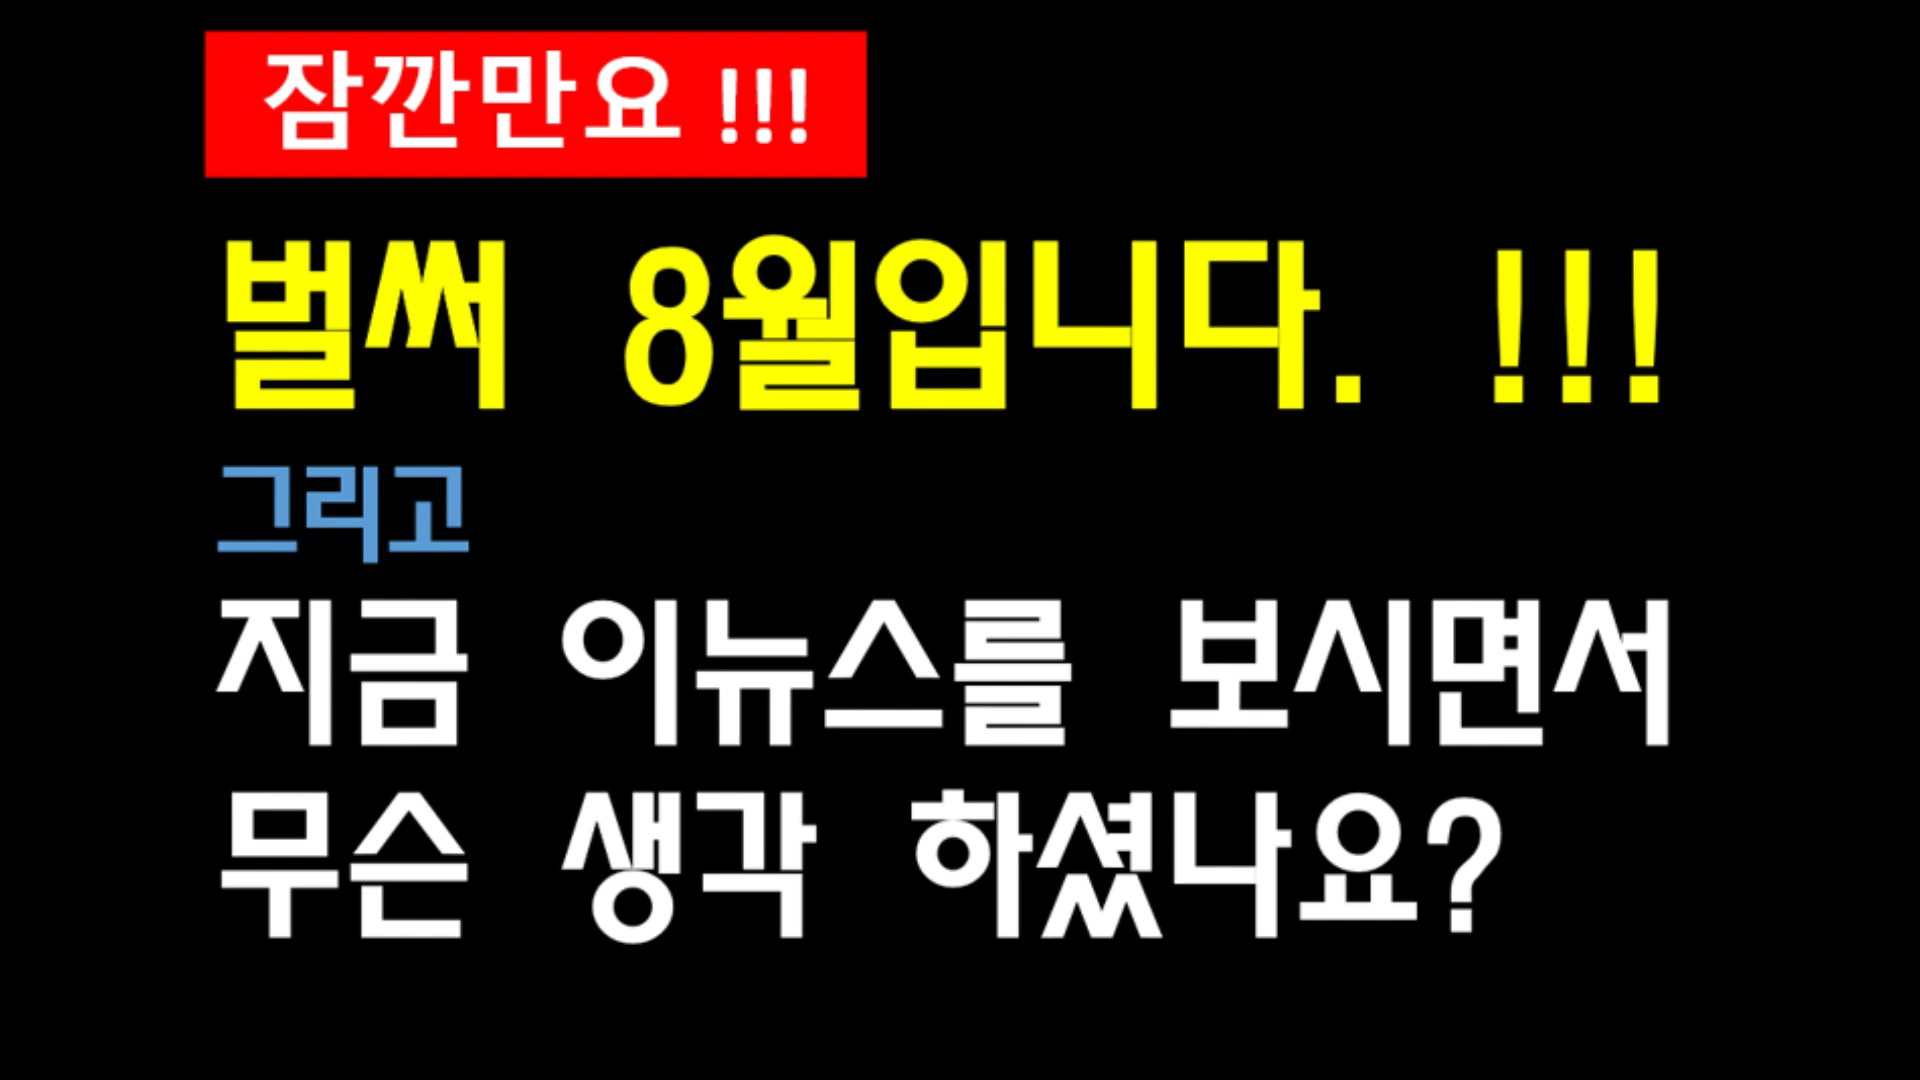 잠깐만요 !!!
벌써 8월입니다. !!!
그리고
지금 이뉴스를 보시면서
무슨 생각 하셨나요?